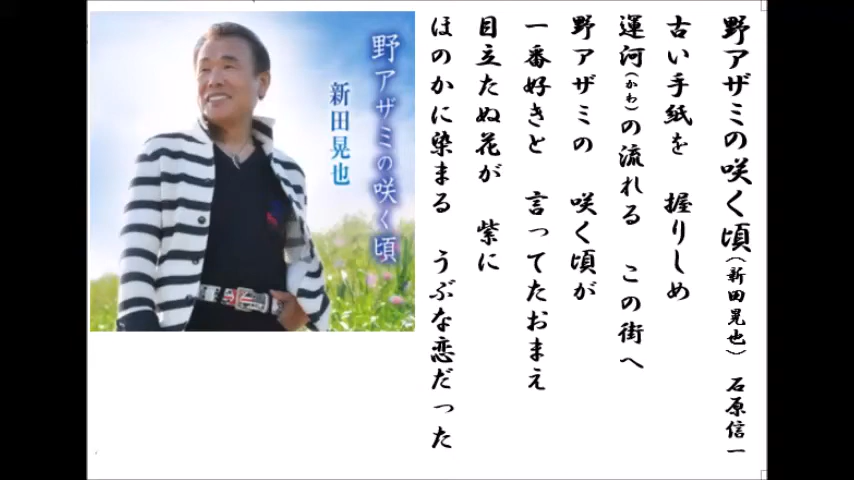 野アザミの咲く頃(新田晃也) 石原信一
古い手紙を 握りしめ
運河(かわ)の流れる この街へ
野アザミの 咲く頃が
一番好きと 言ってたおまえ
目立たぬ花が 紫に
ほのかに染まる うぶな恋だった
野アザミの咲く頃
新田晃也